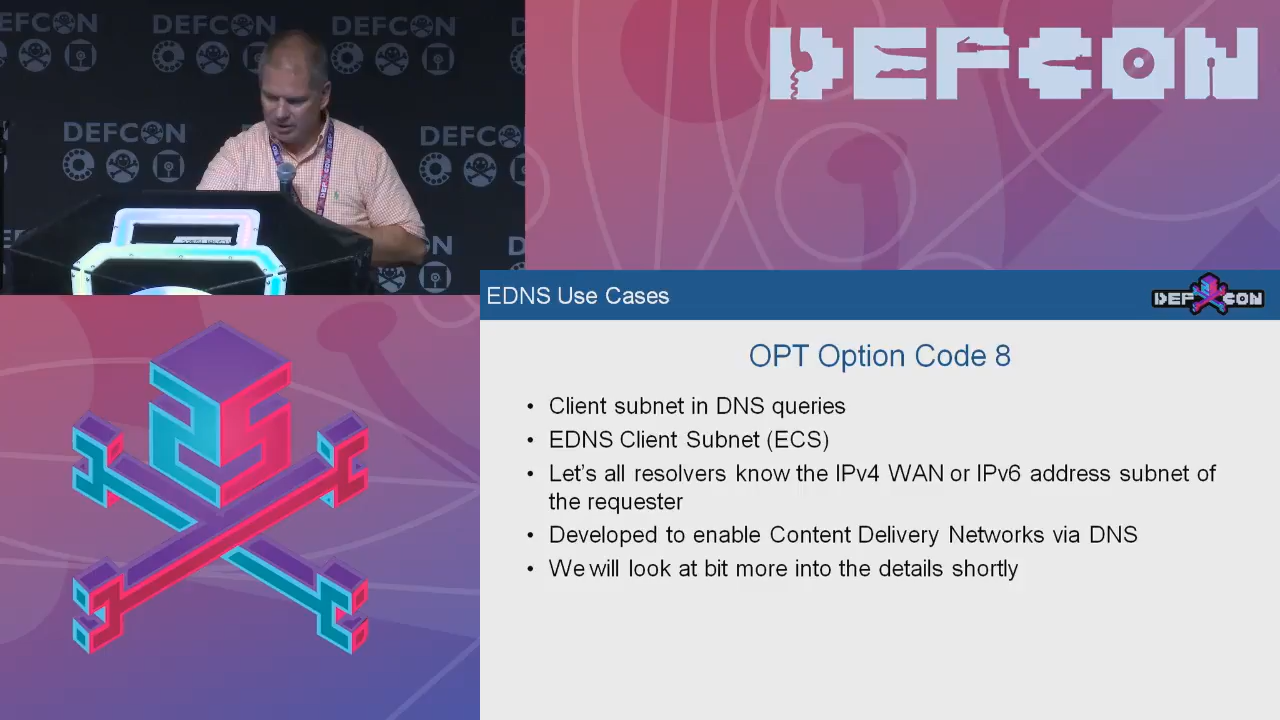 DEFCON
DEFCON
DEFCON
DEFCON
DEFCON
DEFCON
EDNS Use Cases
DEF CON
OPT Option Code 8
• Client subnet in DNS queries
• EDNS Client Subnet (ECS)
• Let's all resolvers know the IPv4 WAN or IPv6 address subnet of
the requester
• Developed to enable Content Delivery Networks via DNS
• We will look at bit more into the details shortly